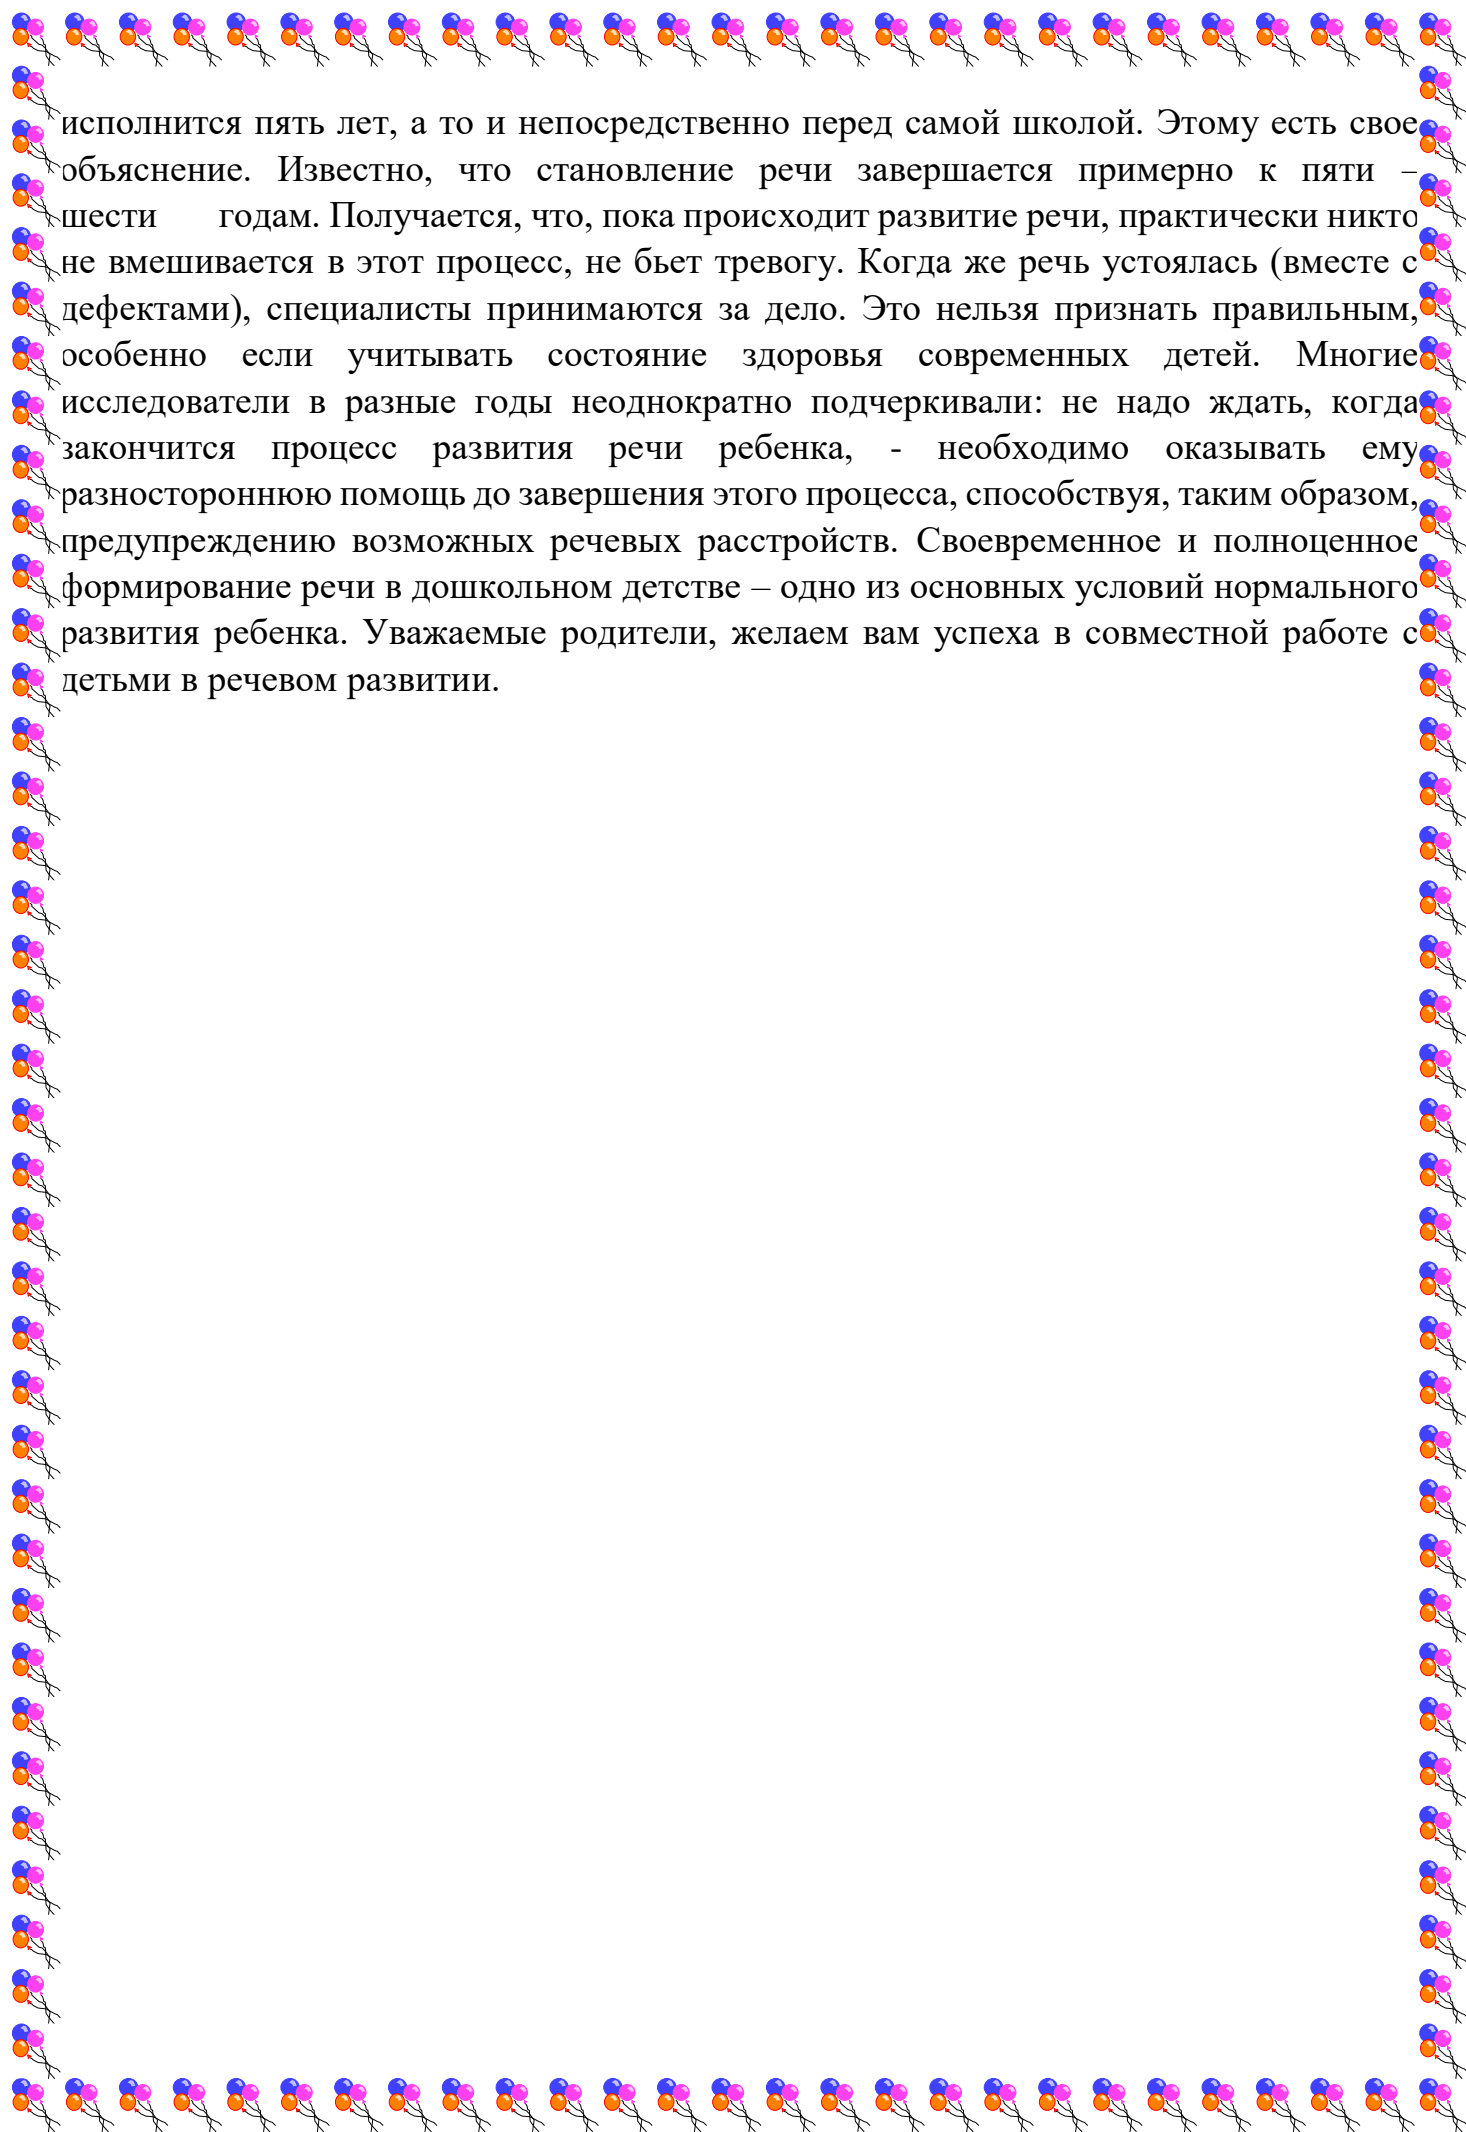 исполнится пять лет, а то и непосредственно перед самой школой. Этому есть свое
объяснение. Известно, что становление речи завершается примерно к пяти –
шести годам. Получается, что, пока происходит развитие речи, практически никто
не вмешивается в этот процесс, не бьет тревогу. Когда же речь устоялась (вместе с
дефектами), специалисты принимаются за дело. Это нельзя признать правильным,
особенно если учитывать состояние здоровья современных детей. Многие
исследователи в разные годы неоднократно подчеркивали: не надо ждать, когда
закончится процесс развития речи ребенка, - необходимо оказывать ему
разностороннюю помощь до завершения этого процесса, способствуя, таким образом,
предупреждению возможных речевых расстройств. Своевременное и полноценное
формирование речи в дошкольном детстве – одно из основных условий нормального
развития ребенка. Уважаемые родители, желаем вам успеха в совместной работе с
детьми в речевом развитии.